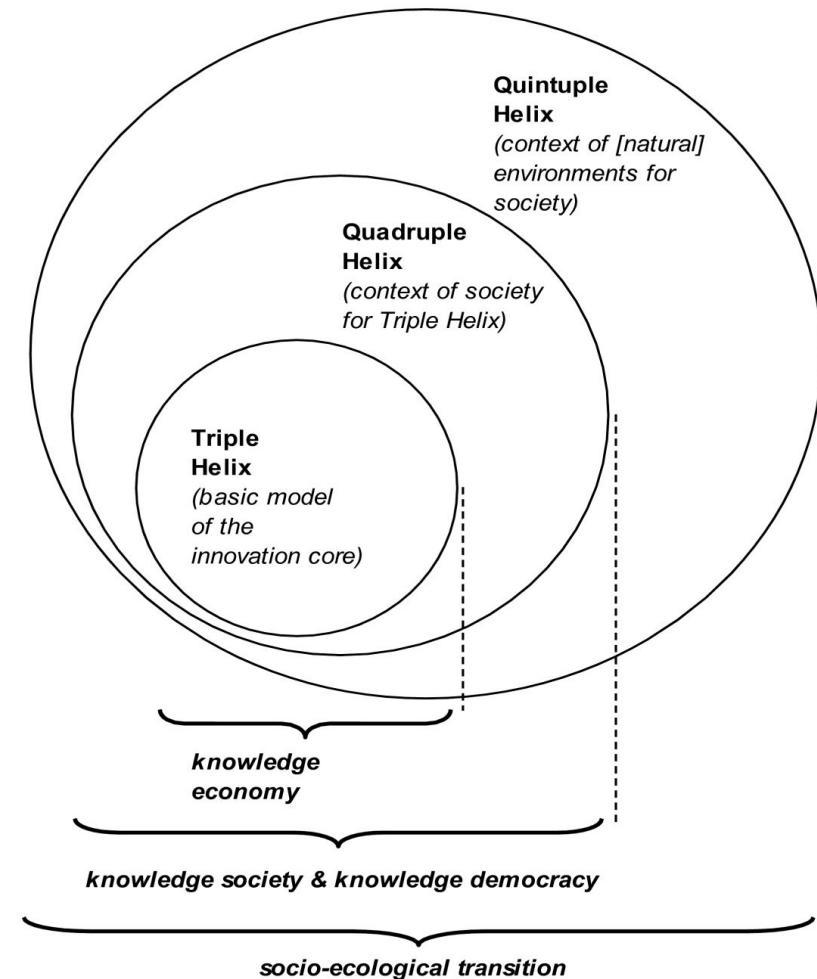 Quintuple
Helix
(context of [natural]
environments for
society)
Quadruple
Helix
(context of society
for Triple Helix)
Triple
Helix
(basic model
of the
innovation core)
knowledge
economy
knowledge society & knowledge democracy
socio-ecological transition